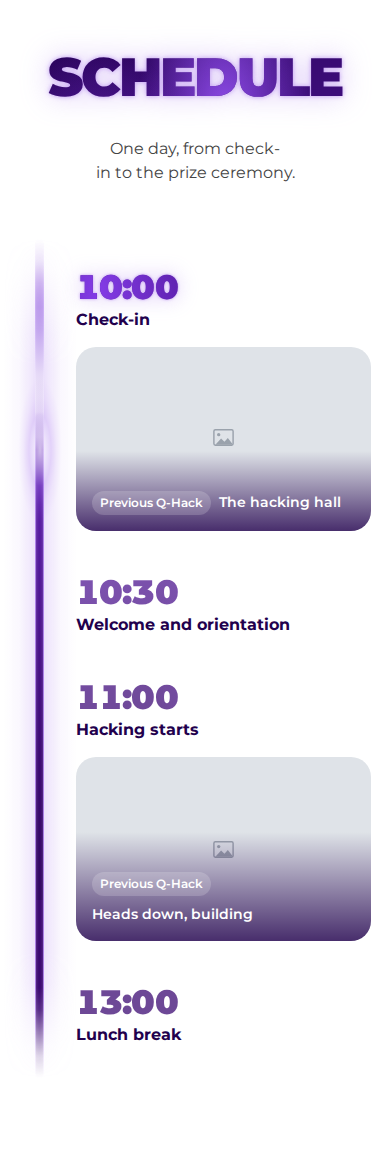 SCHEDULE
One day, from check-
in to the prize ceremony.
10:00
Check-in
Previous Q-Hack The hacking hall
10:30
Welcome and orientation
11:00
Hacking starts
Previous Q-Hack
Heads down, building
13:00
Lunch break